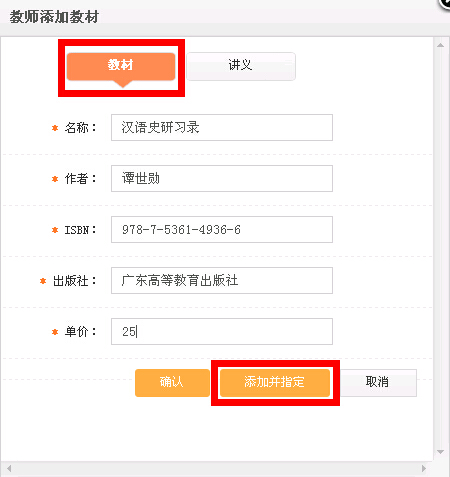 教师添加教材
教材 讲义
* 名称： 汉语史研习录
* 作者： 谭世勋
* ISBN： 978-7-5361-4936-6
* 出版社： 广东高等教育出版社
* 单价： 25
确认 添加并指定 取消